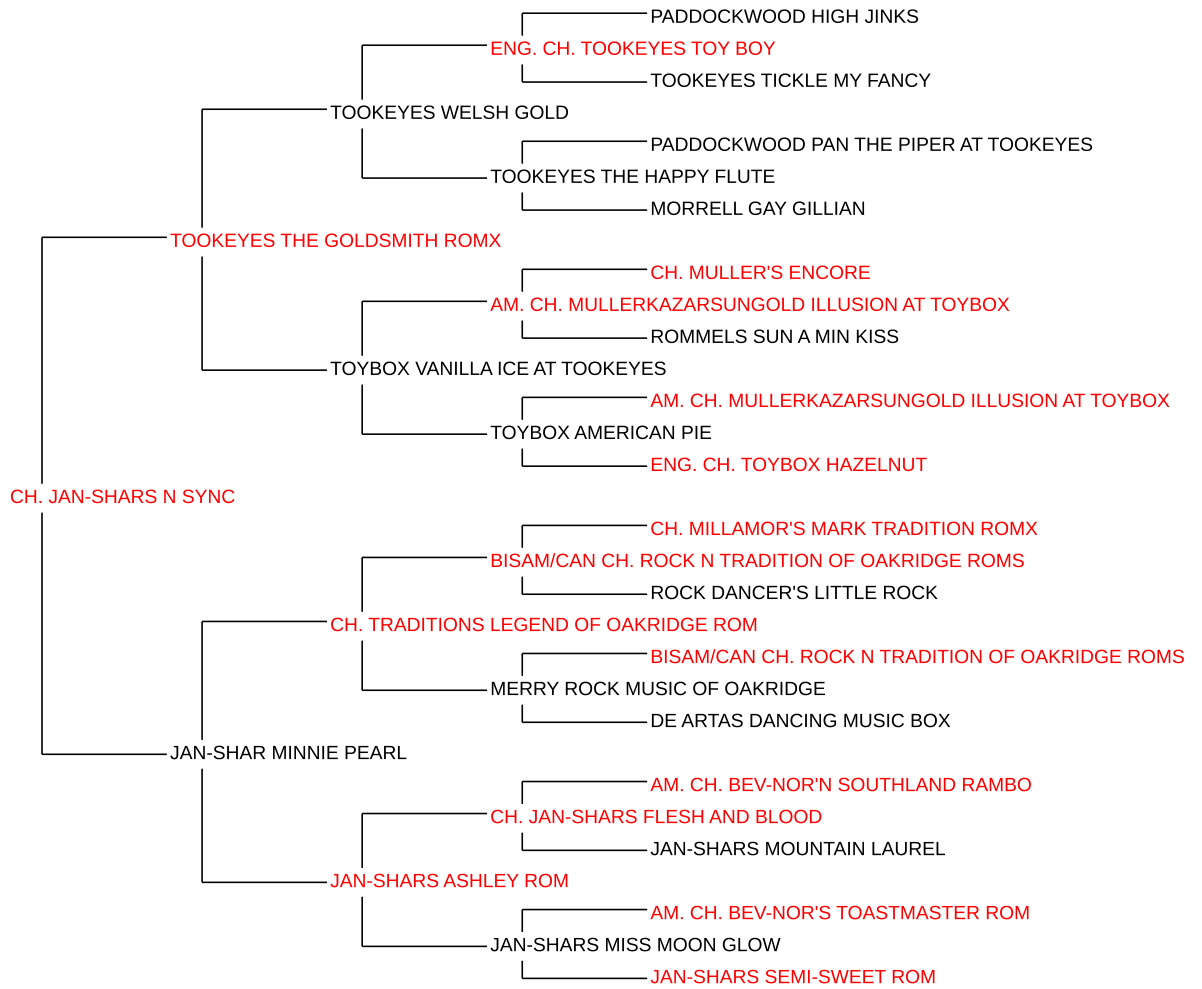 PADDOCKWOOD HIGH JINKS
ENG. CH. TOOKEYES TOY BOY
TOOKEYES TICKLE MY FANCY
TOOKEYES WELSH GOLD
PADDOCKWOOD PAN THE PIPER AT TOOKEYES
TOOKEYES THE HAPPY FLUTE
MORRELL GAY GILLIAN
TOOKEYES THE GOLDSMITH ROMX
CH. MULLER'S ENCORE
AM. CH. MULLERKAZARSUNGOLD ILLUSION AT TOYBOX
ROMMELS SUN A MIN KISS
TOYBOX VANILLA ICE AT TOOKEYES
AM. CH. MULLERKAZARSUNGOLD ILLUSION AT TOYBOX
TOYBOX AMERICAN PIE
ENG. CH. TOYBOX HAZELNUT
CH. JAN-SHARS N SYNC
CH. MILLAMOR'S MARK TRADITION ROMX
BISAM/CAN CH. ROCK N TRADITION OF OAKRIDGE ROMS
ROCK DANCER'S LITTLE ROCK
CH. TRADITIONS LEGEND OF OAKRIDGE ROM
BISAM/CAN CH. ROCK N TRADITION OF OAKRIDGE ROMS
MERRY ROCK MUSIC OF OAKRIDGE
DE ARTAS DANCING MUSIC BOX
JAN-SHAR MINNIE PEARL
AM. CH. BEV-NOR'N SOUTHLAND RAMBO
CH. JAN-SHARS FLESH AND BLOOD
JAN-SHARS MOUNTAIN LAUREL
JAN-SHARS ASHLEY ROM
AM. CH. BEV-NOR'S TOASTMASTER ROM
JAN-SHARS MISS MOON GLOW
JAN-SHARS SEMI-SWEET ROM